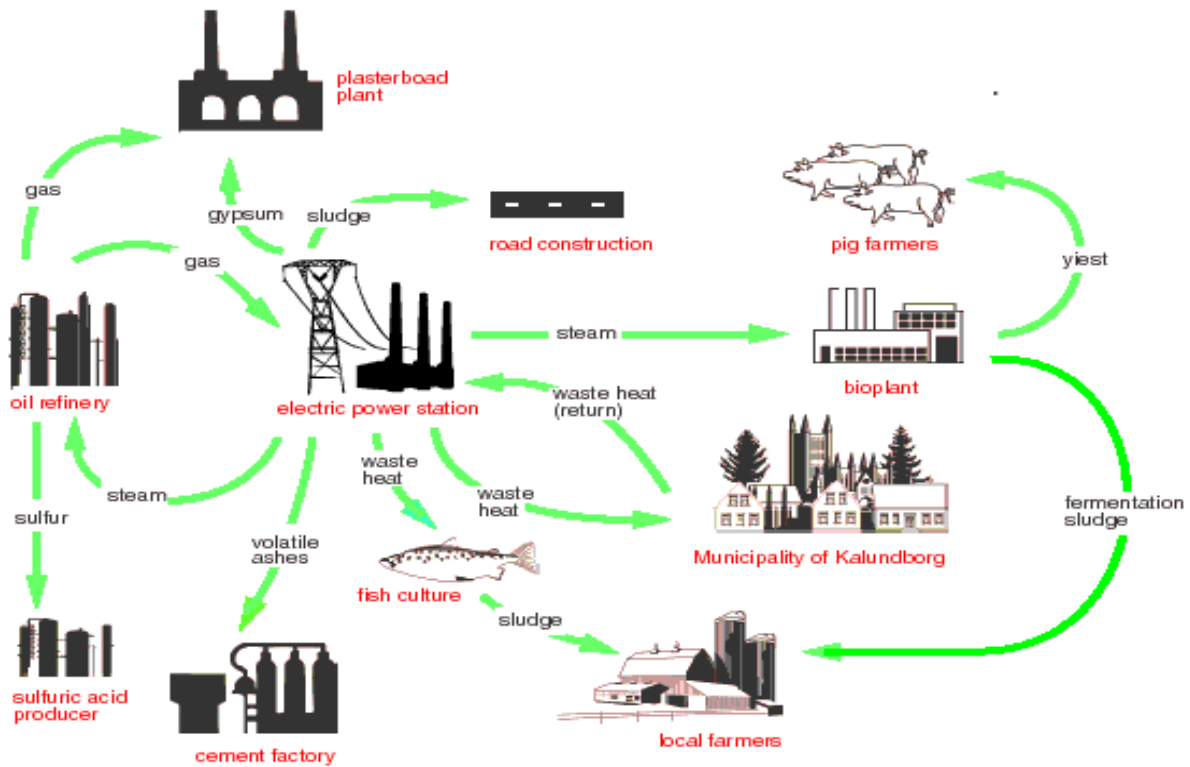 plasterboad
plant
gas
gypsum
sludge
road construction
pig farmers
gas
yiest
steam
bioplant
oil refinery
electric power station
waste heat
(return)
waste
heat
waste
heat
steam
sulfur
fermentation
sludge
volatile
ashes
Municipality of Kalundborg
fish culture
sludge
sulfuric acid
producer
local farmers
cement factory